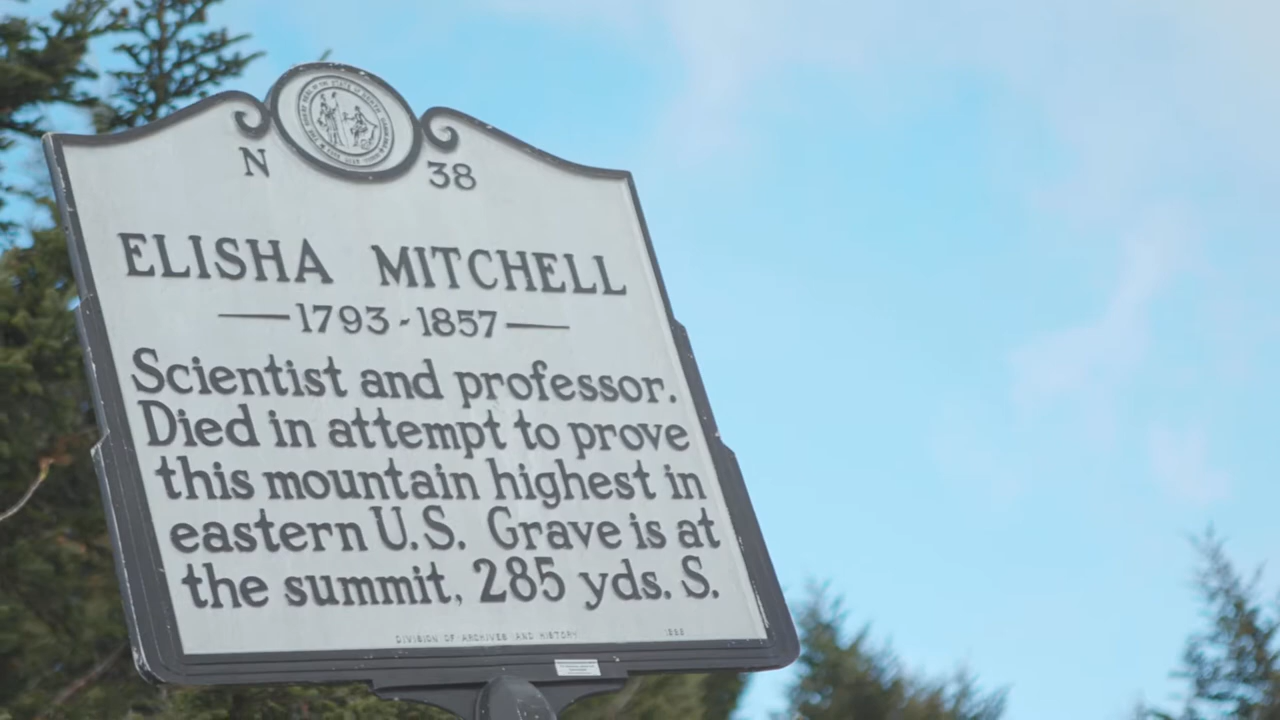 N 38
ELISHA MITCHELL
1793-1857
Scientist and professor.
Died in attempt to prove
this mountain highest in
eastern U.S. Grave is at
the summit, 285 yds. S.
DIVISION OF ARCHIVES AND HISTORY